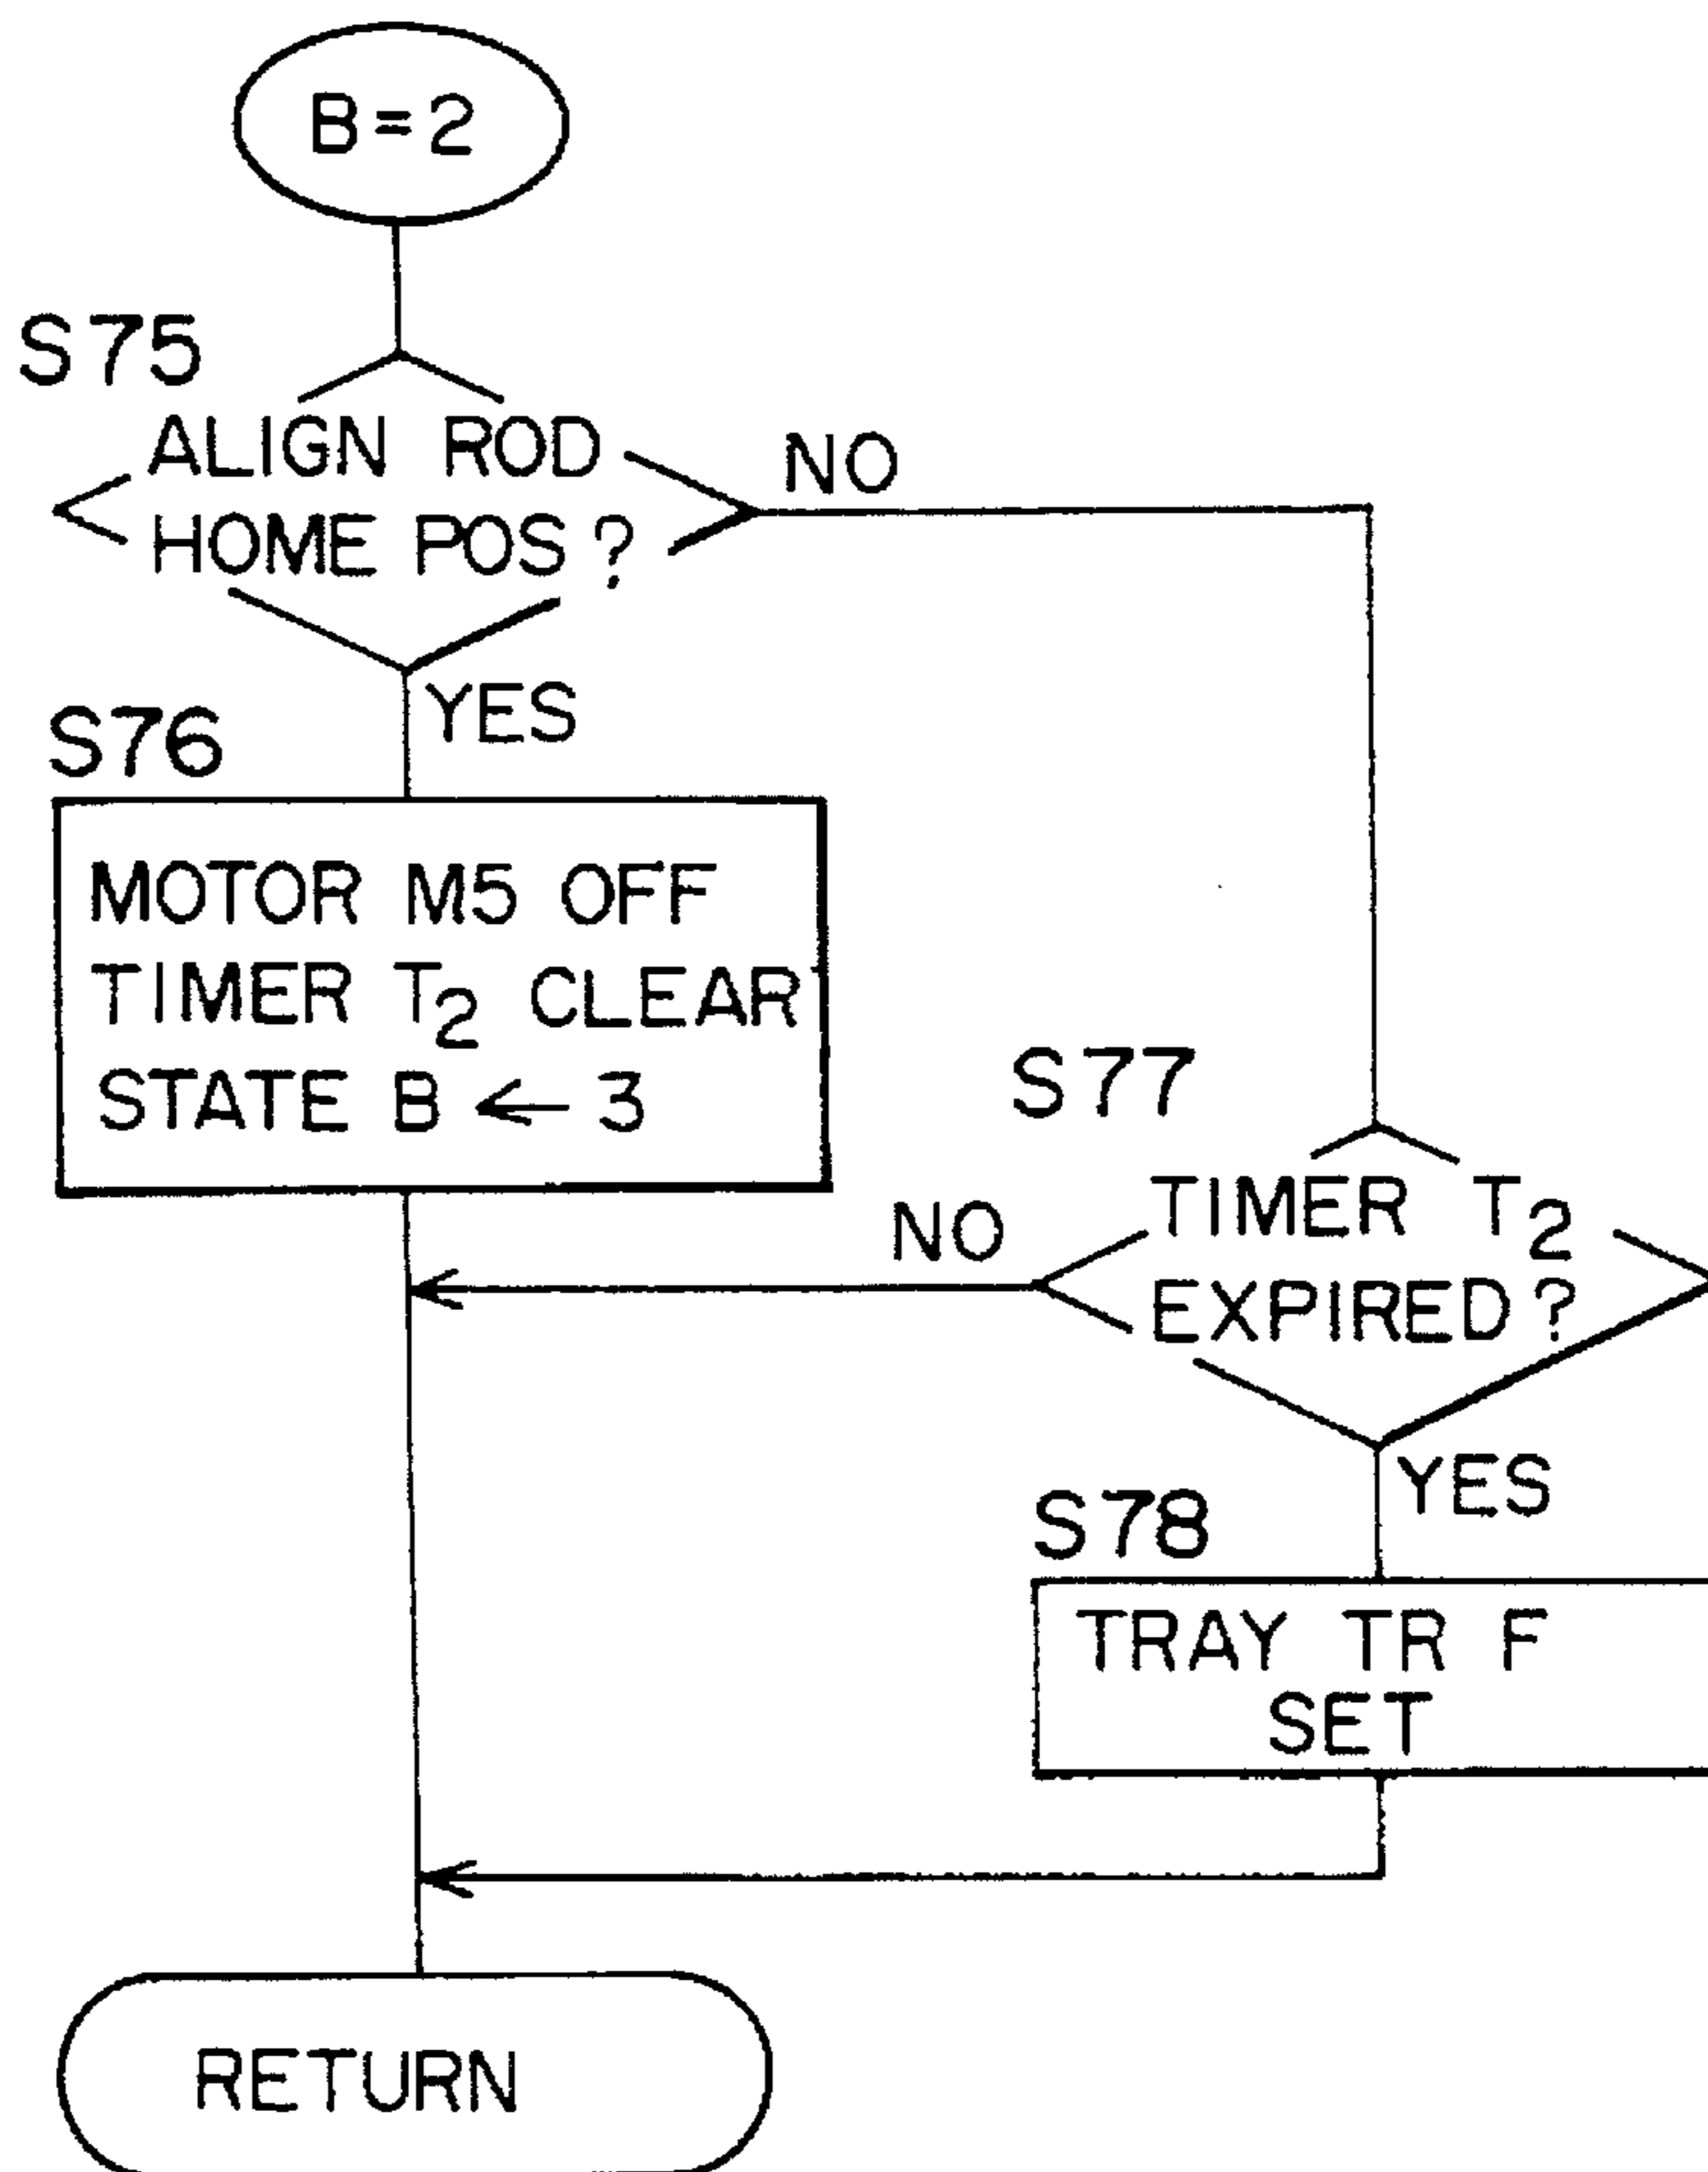 B=2
S75
ALIGN ROD
HOME POS?
NO
YES
S76
MOTOR M5 OFF
TIMER T2 CLEAR
STATE B ← 3
S77
TIMER T2
EXPIRED?
NO
YES
S78
TRAY TR F
SET
RETURN